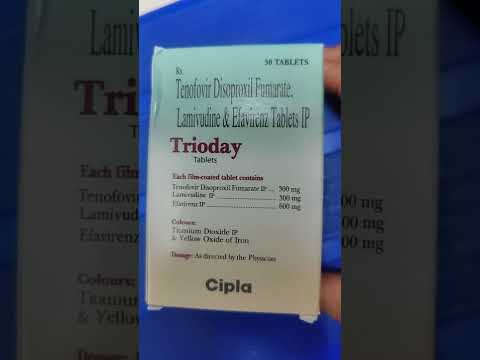 30 TABLETS
Rx
Tenofovir Disoproxil Fumarate,
Lamivudine & Efavirenz Tablets IP
Trioday
Tablets
Each film-coated tablet contains
Tenofovir Disoproxil Fumarate IP ... 300 mg
Lamivudine IP ... 300 mg
Efavirenz IP ... 600 mg
Colours:
Titanium Dioxide IP
& Yellow Oxide of Iron
Dosage: As directed by the Physician
Cipla